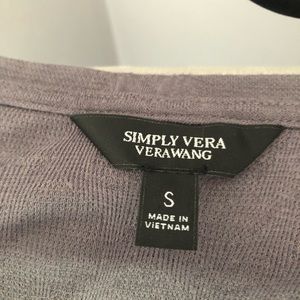 SIMPLY VERA
VERAWANG
S
MADE IN
VIETNAM